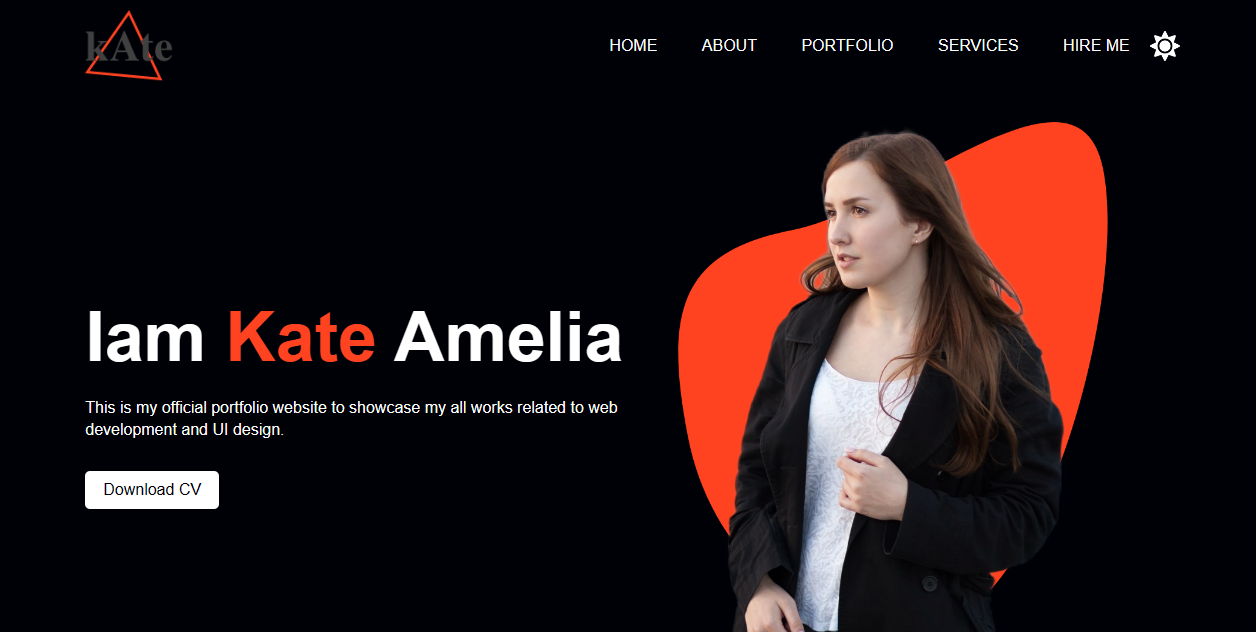 kAte
HOME ABOUT PORTFOLIO SERVICES HIRE ME
Iam Kate Amelia
This is my official portfolio website to showcase my all works related to web
development and UI design.
Download CV